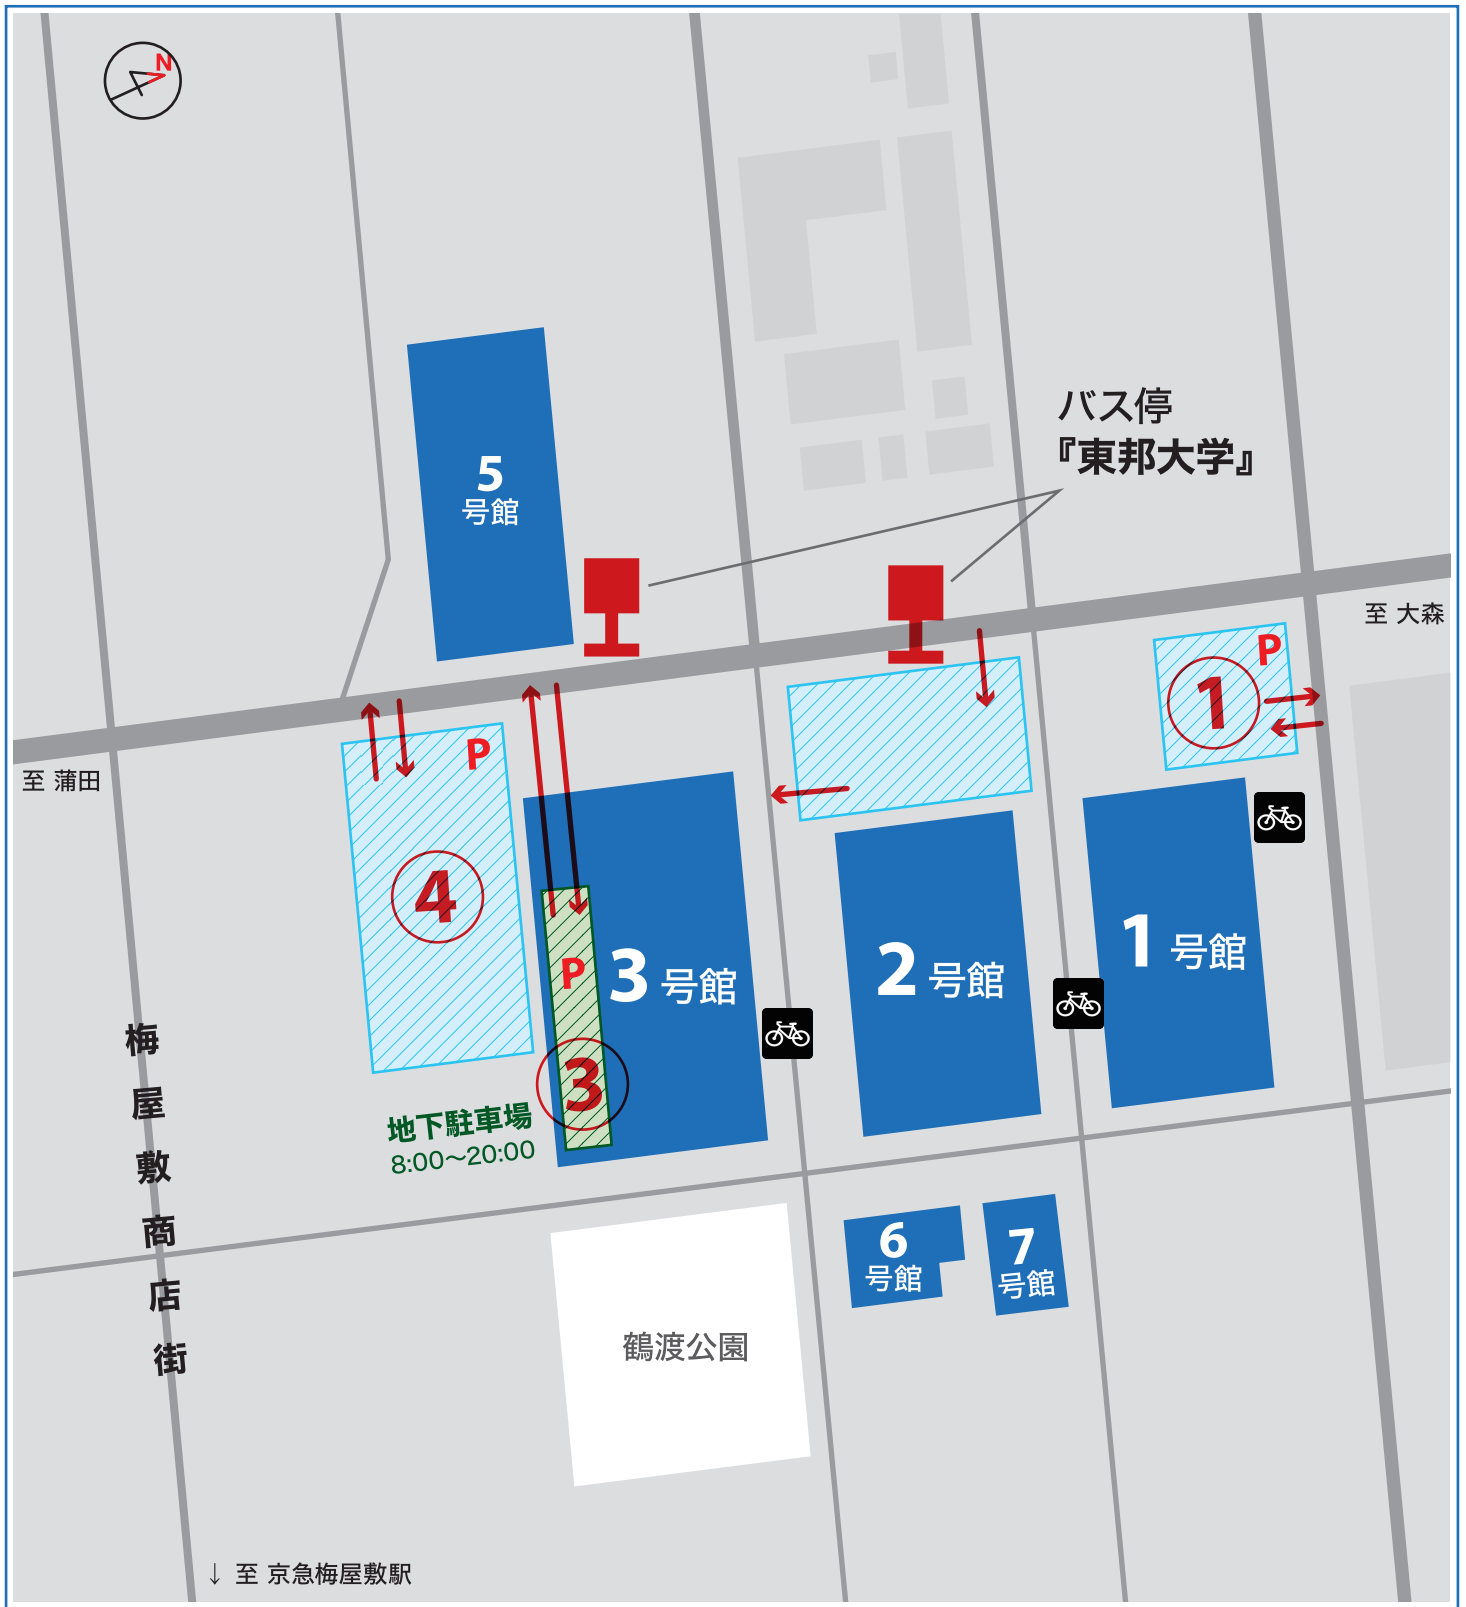 N
バス停
『東邦大学』
5
号館
至 大森
P
1
至 蒲田
P
4
3 号館
P
3
2 号館
1 号館
地下駐車場
8:00〜20:00
梅屋敷商店街
6
号館
7
号館
鶴渡公園
↓ 至 京急梅屋敷駅